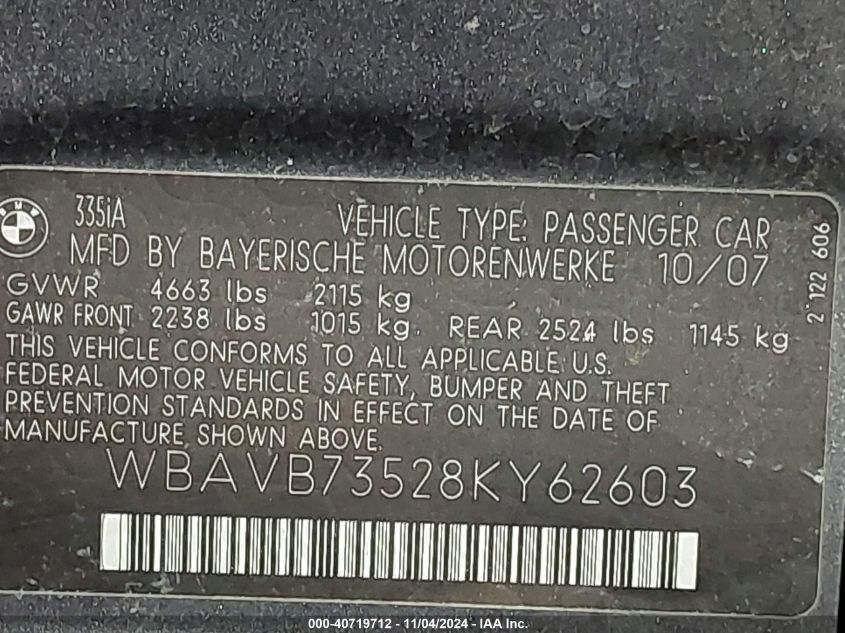 BMW
335iA
VEHICLE TYPE: PASSENGER CAR
MFD BY BAYERISCHE MOTORENWERKE 10/07
GVWR 4663 lbs 2115 kg
GAWR FRONT 2238 lbs 1015 kg. REAR 2524 lbs 1145 kg
THIS VEHICLE CONFORMS TO ALL APPLICABLE U.S.
FEDERAL MOTOR VEHICLE SAFETY, BUMPER AND THEFT
PREVENTION STANDARDS IN EFFECT ON THE DATE OF
MANUFACTURE SHOWN ABOVE.
WBAVB73528KY62603
2 122 606
000-40719712 - 11/04/2024 - IAA Inc.